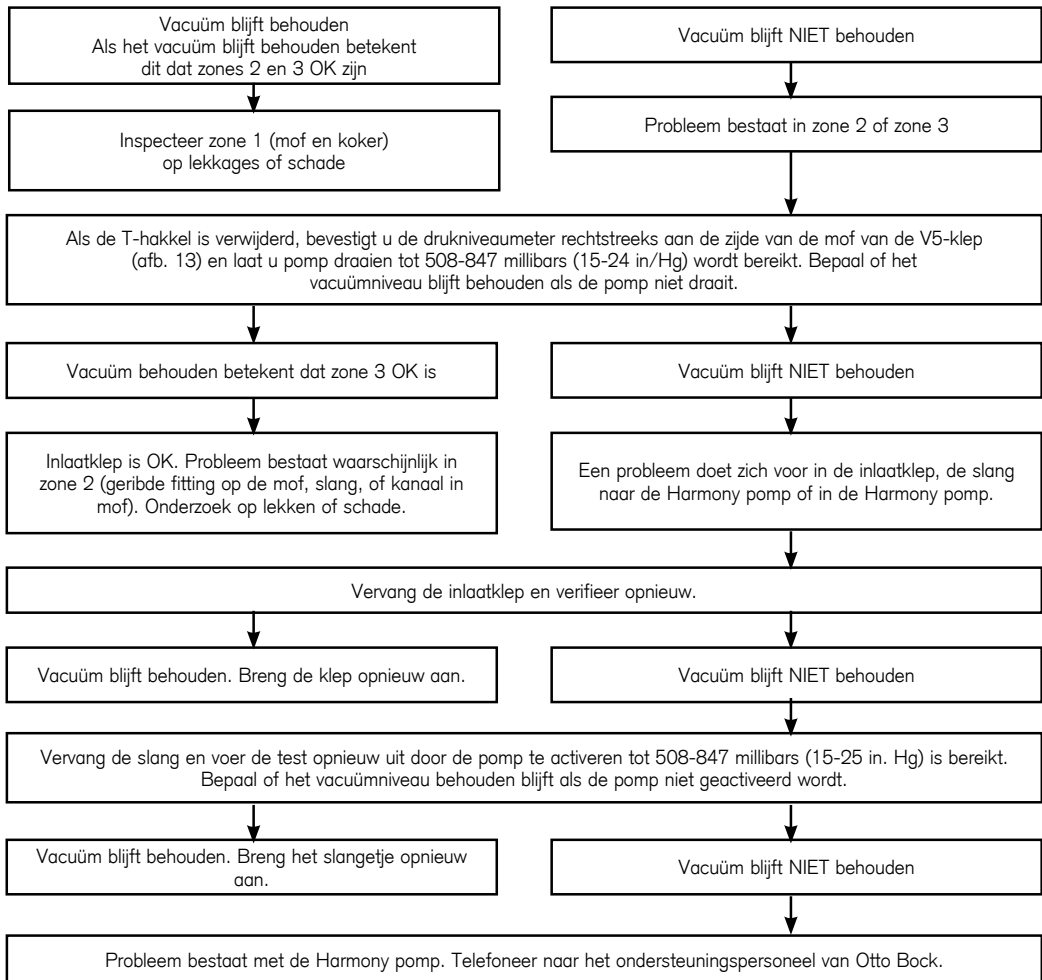 Vacuüm blijft behouden
Als het vacuüm blijft behouden betekent
dit dat zones 2 en 3 OK zijn
Vacuüm blijft NIET behouden
Inspecteer zone 1 (mof en koker)
op lekkages of schade
Probleem bestaat in zone 2 of zone 3
Als de T-hakkel is verwijderd, bevestigt u de drukniveaumeter rechtstreeks aan de zijde van de mof van de V5-klep
(afb. 13) en laat u pomp draaien tot 508-847 millibars (15-24 in/Hg) wordt bereikt. Bepaal of het
vacuümniveau blijft behouden als de pomp niet draait.
Vacuüm behouden betekent dat zone 3 OK is
Vacuüm blijft NIET behouden
Inlaatklep is OK. Probleem bestaat waarschijnlijk in
zone 2 (geribde fitting op de mof, slang, of kanaal in
mof). Onderzoek op lekken of schade.
Een probleem doet zich voor in de inlaatklep, de slang
naar de Harmony pomp of in de Harmony pomp.
Vervang de inlaatklep en verifieer opnieuw.
Vacuüm blijft behouden. Breng de klep opnieuw aan.
Vacuüm blijft NIET behouden
Vervang de slang en voer de test opnieuw uit door de pomp te activeren tot 508-847 millibars (15-25 in. Hg) is bereikt.
Bepaal of het vacuümniveau behouden blijft als de pomp niet geactiveerd wordt.
Vacuüm blijft behouden. Breng het slangetje opnieuw
aan.
Vacuüm blijft NIET behouden
Probleem bestaat met de Harmony pomp. Telefoneer naar het ondersteuningspersoneel van Otto Bock.